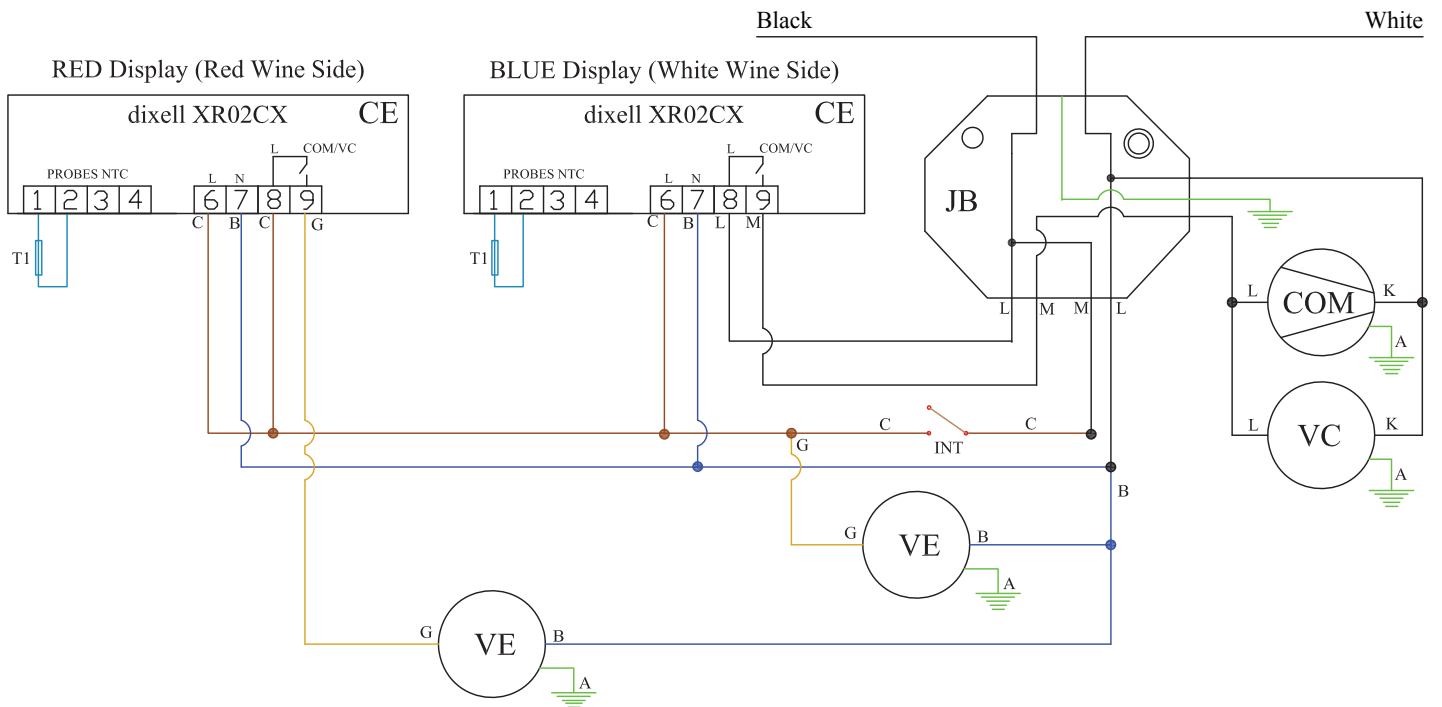 Black White
RED Display (Red Wine Side) BLUE Display (White Wine Side)
dixell XR02CX CE dixell XR02CX CE
L COM/VC L COM/VC
PROBES NTC L N PROBES NTC L N
1 2 3 4 6 7 8 9 1 2 3 4 6 7 8 9
JB
C B C G C B L M
T1 T1
L M M L
L COM K
A
C INT C
G
L VC K
A
B
G VE B
A
G VE B
A